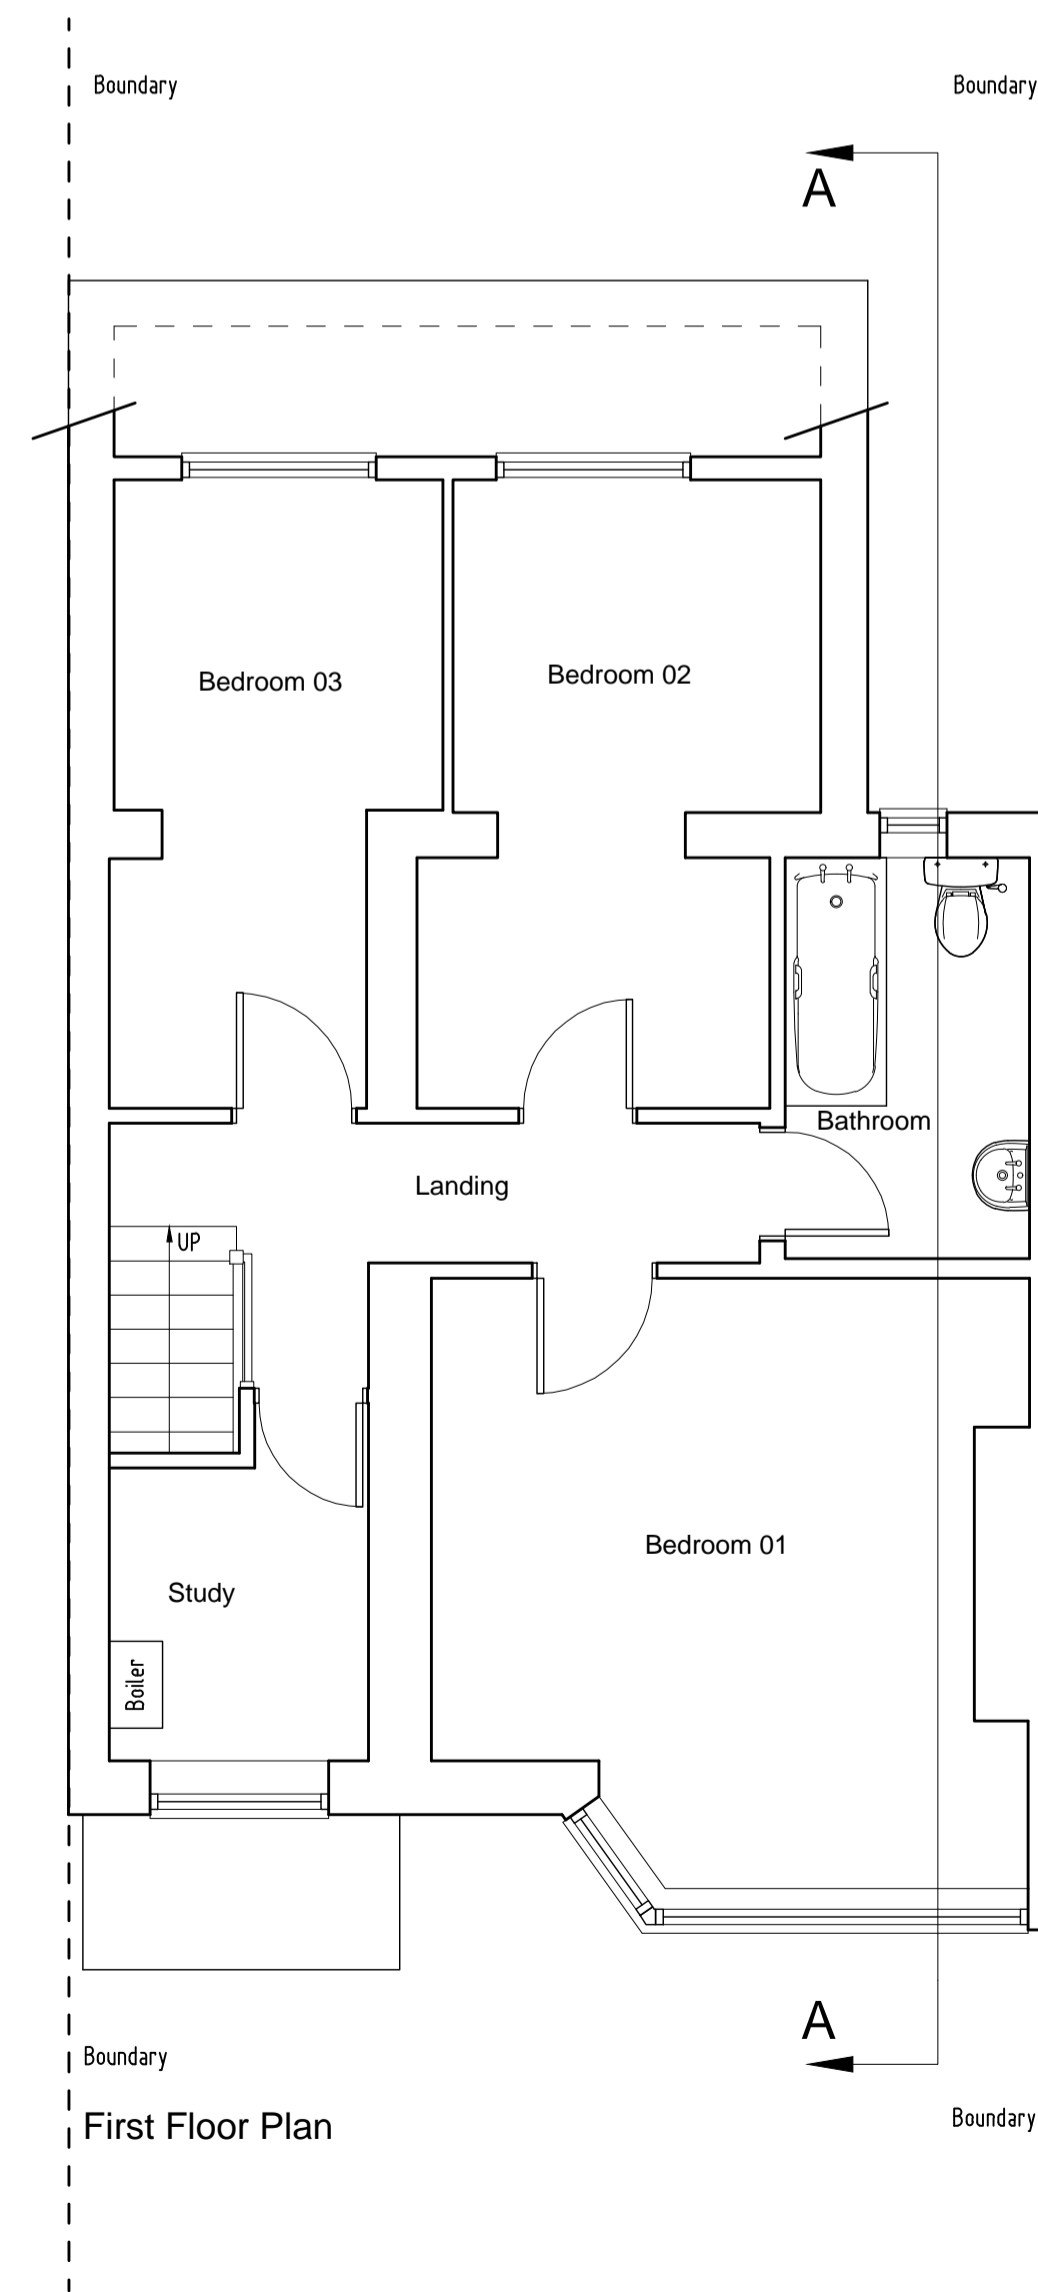 Boundary
Boundary
A
Bedroom 03
Bedroom 02
Bathroom
Landing
UP
Bedroom 01
Study
Boiler
A
Boundary
First Floor Plan
Boundary